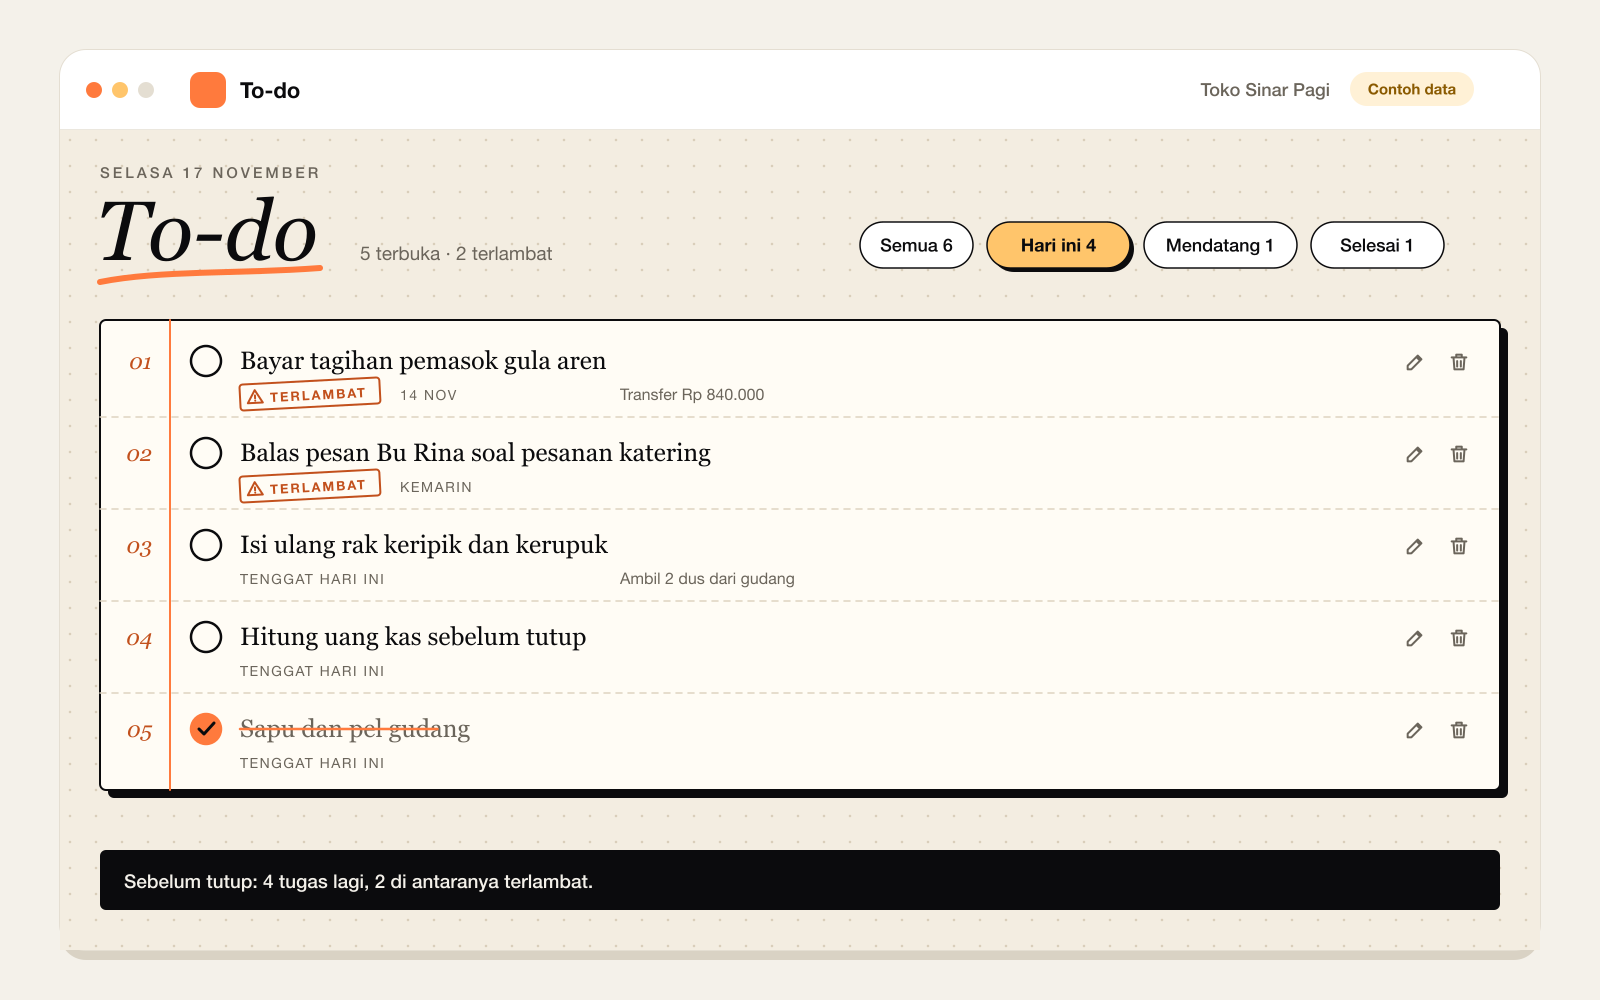 To-do
Toko Sinar Pagi
Contoh data
SELASA 17 NOVEMBER
To-do
5 terbuka · 2 terlambat
Semua 6
Hari ini 4
Mendatang 1
Selesai 1
01
Bayar tagihan pemasok gula aren
TERLAMBAT
14 NOV
Transfer Rp 840.000
02
Balas pesan Bu Rina soal pesanan katering
TERLAMBAT
KEMARIN
03
Isi ulang rak keripik dan kerupuk
TENGGAT HARI INI
Ambil 2 dus dari gudang
04
Hitung uang kas sebelum tutup
TENGGAT HARI INI
05
Sapu dan pel gudang
TENGGAT HARI INI
Sebelum tutup: 4 tugas lagi, 2 di antaranya terlambat.